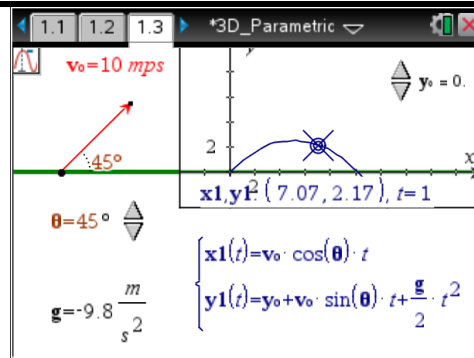 1.1 1.2 1.3 *3D_Parametric
v₀=10 mps
y
y₀ = 0.
2
45°
x
2
x1,y1: (7.07, 2.17), t=1
θ=45°
x1(t)=v₀· cos(θ)· t
y1(t)=y₀+v₀· sin(θ)· t+g/2· t²
g=-9.8 m/s²